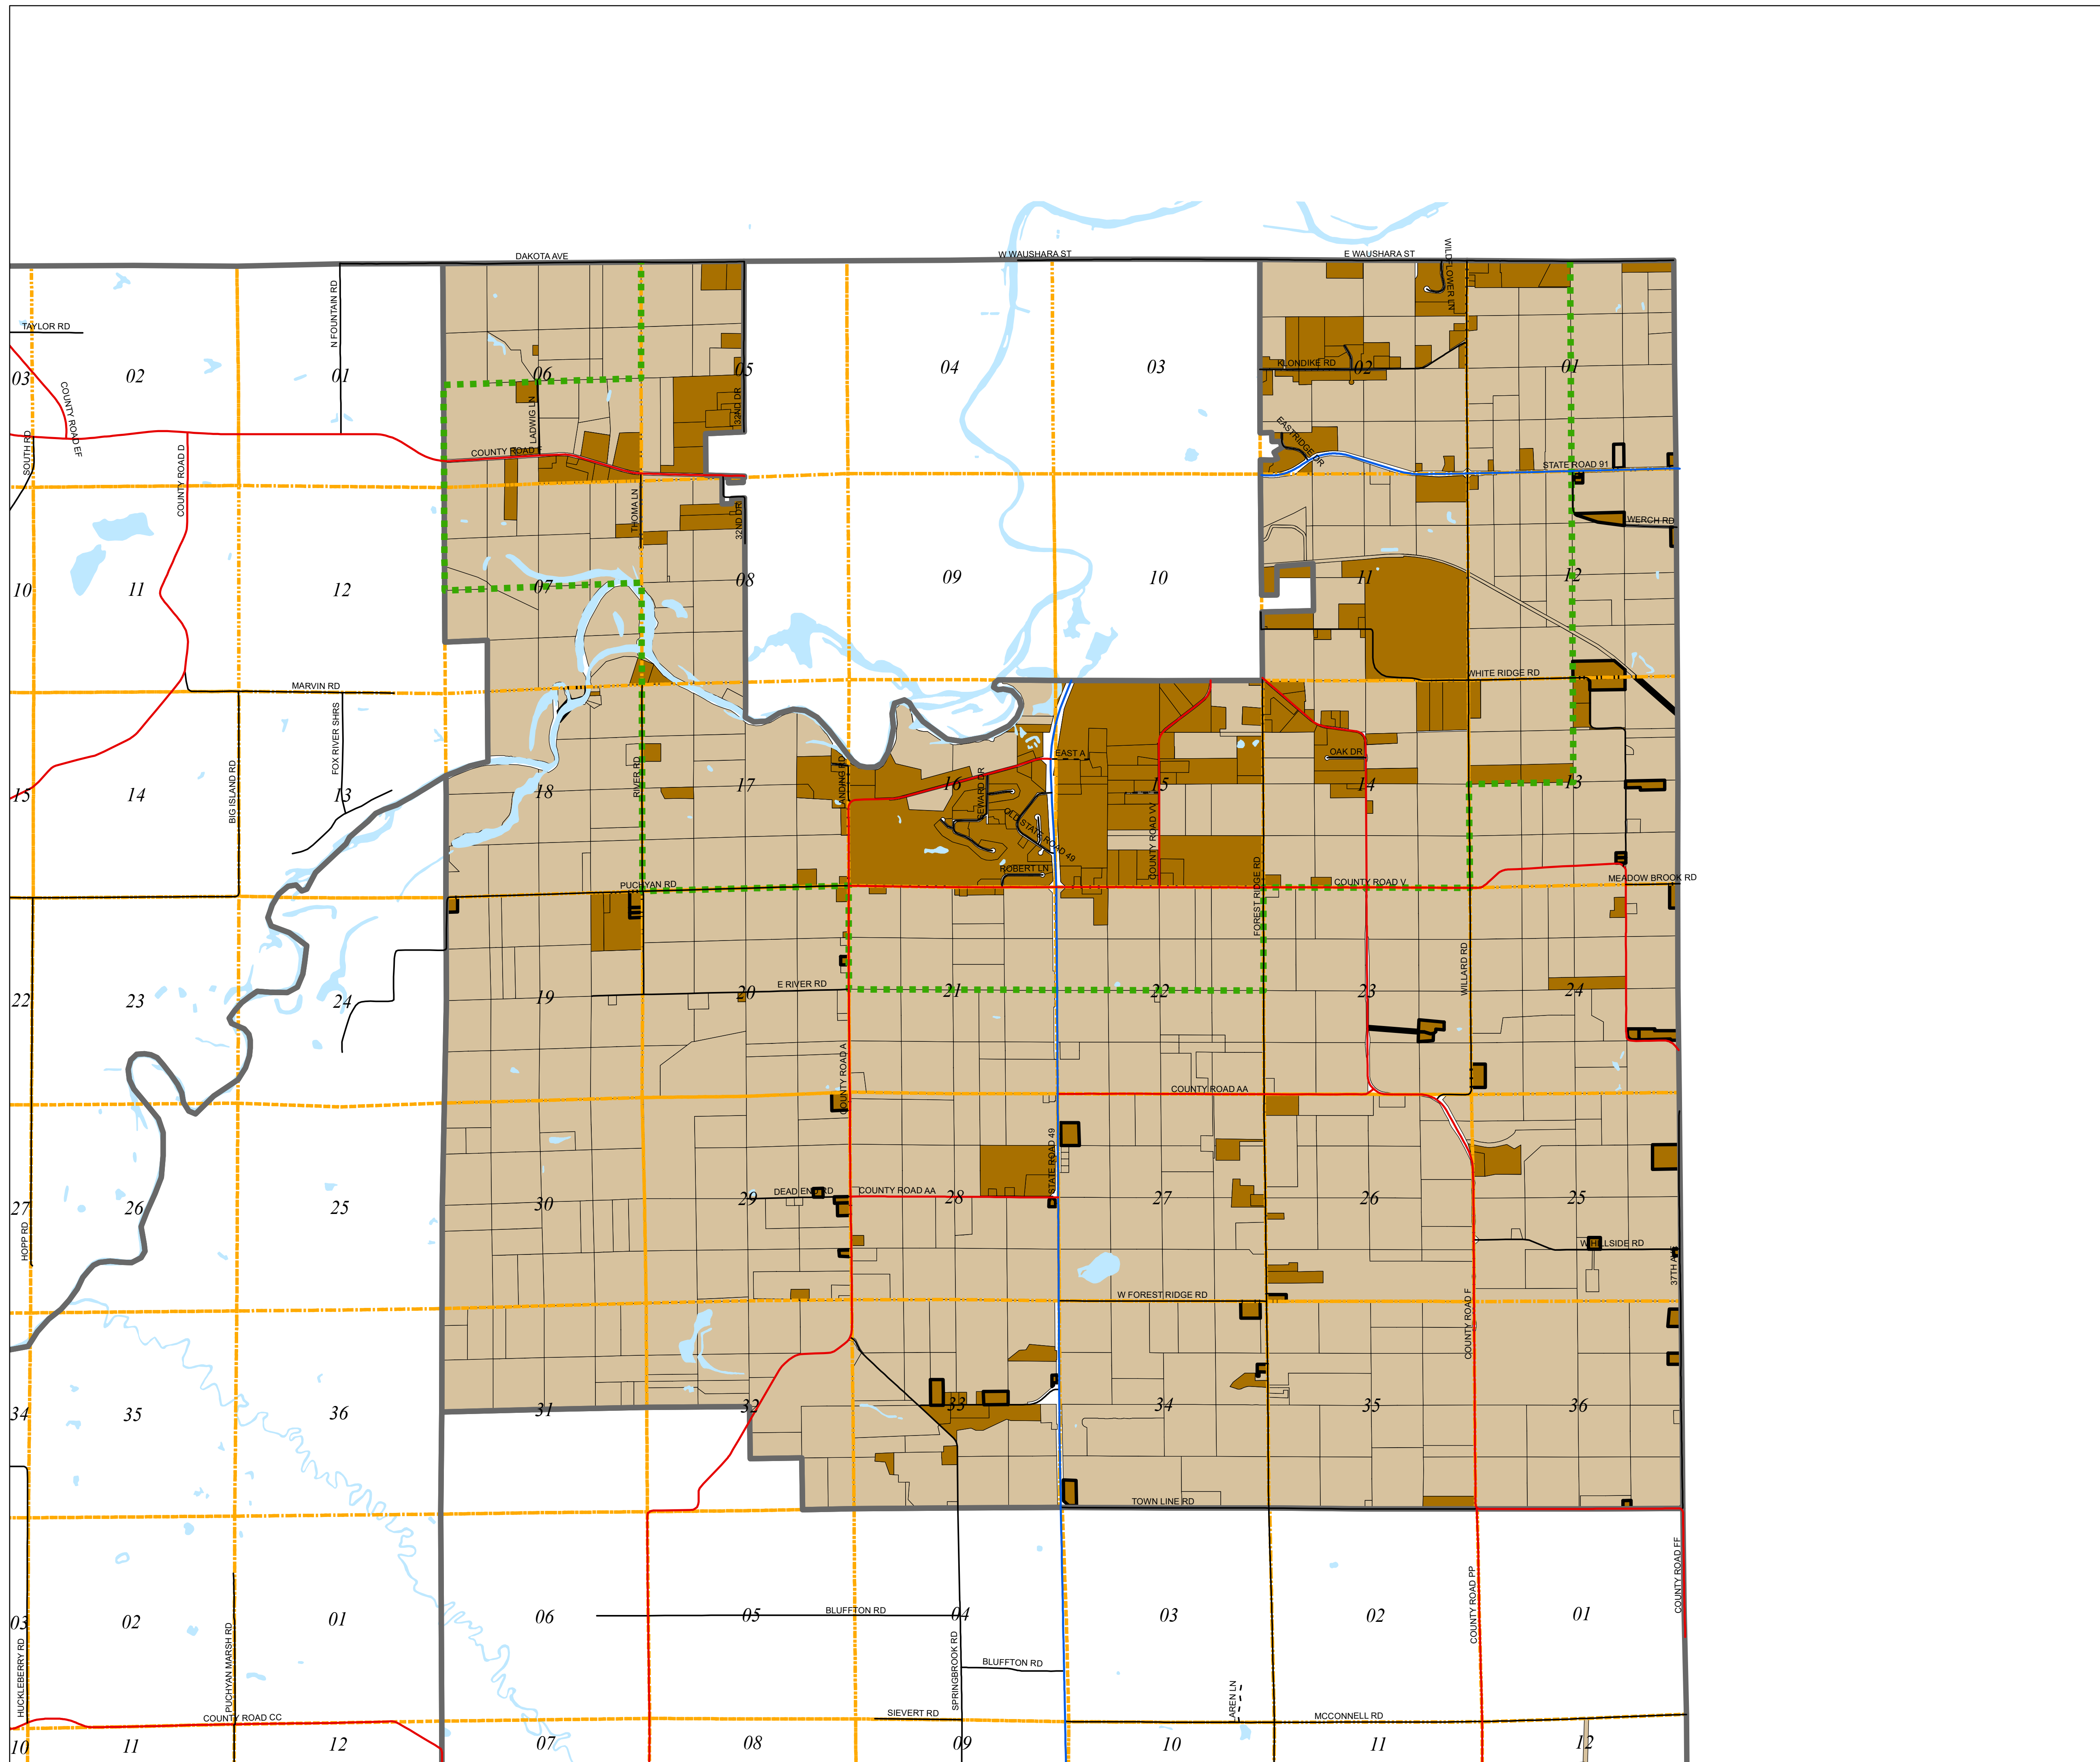 DAKOTA AVE
W WAUSHARA ST
E WAUSHARA ST
WILDFLOWER LN
N FOUNTAIN RD
TAYLOR RD
03
02
01
06
05
04
03
02
01
KLONDIKE RD
COUNTY ROAD EF
SOUTH RD
COUNTY ROAD D
LADWIG LN
32ND DR
COUNTY ROAD F
EASTRIDGE DR
STATE ROAD 91
THOMA LN
32ND DR
WERCH RD
10
11
12
07
08
09
10
11
12
MARVIN RD
WHITE RIDGE RD
FOX RIVER SHRS
BIG ISLAND RD
RIVER RD
LANDING RD
EAST A
OAK DR
15
14
13
18
17
16
15
14
13
SEWARD DR
OLD STATE ROAD 49
COUNTY ROAD VV
ROBERT LN
PUCHYAN RD
COUNTY ROAD V
MEADOW BROOK RD
FOREST RIDGE RD
WILLARD RD
E RIVER RD
22
23
24
19
20
21
22
23
24
COUNTY ROAD A
COUNTY ROAD AA
STATE ROAD 49
DEAD END RD
COUNTY ROAD AA
27
26
25
30
29
28
27
26
25
HOPP RD
W HILLSIDE RD
37TH AVE
W FOREST RIDGE RD
COUNTY ROAD F
34
35
36
31
32
33
34
35
36
TOWN LINE RD
COUNTY ROAD PP
COUNTY ROAD FF
03
02
01
06
05
BLUFFTON RD
04
03
02
01
HUCKLEBERRY RD
PUCHYAN MARSH RD
SPRINGBROOK RD
BLUFFTON RD
LAREN LN
COUNTY ROAD CC
SIEVERT RD
MCCONNELL RD
10
11
12
07
08
09
10
11
12